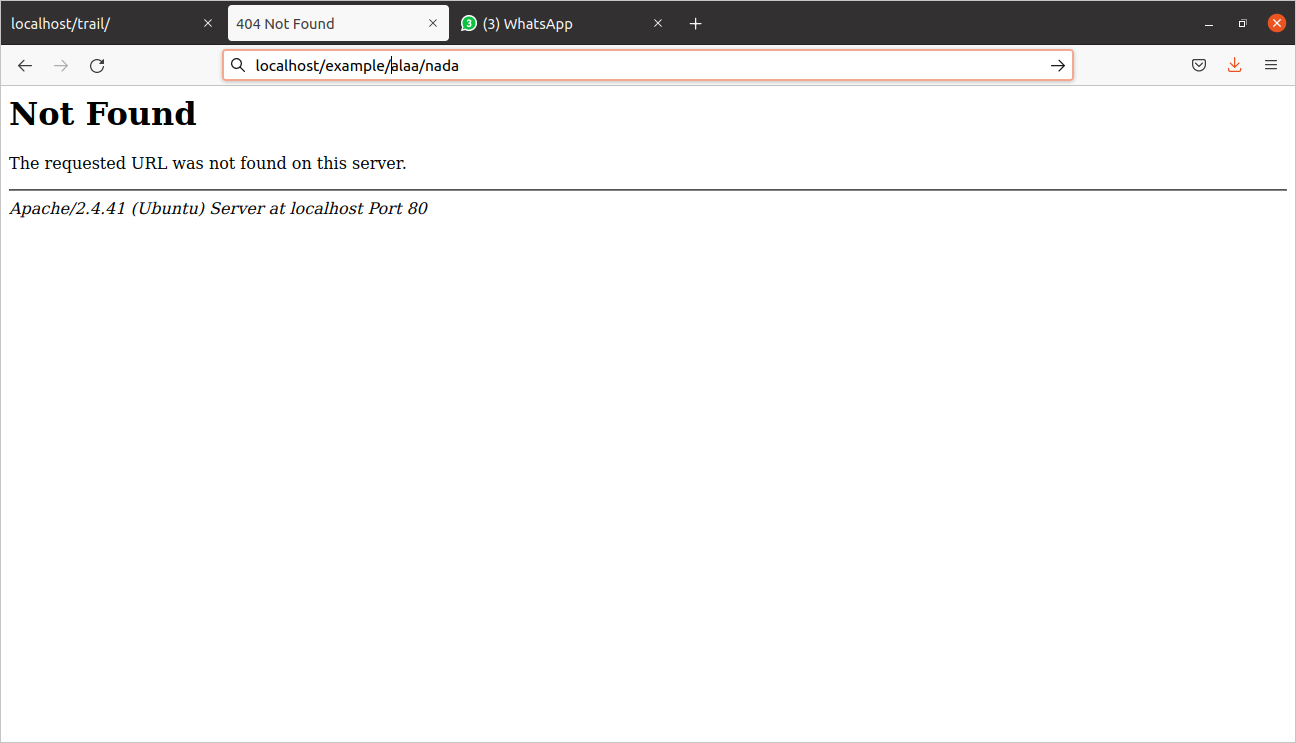 localhost/trail/
404 Not Found
3 (3) WhatsApp
localhost/example/alaa/nada
Not Found
The requested URL was not found on this server.
Apache/2.4.41 (Ubuntu) Server at localhost Port 80